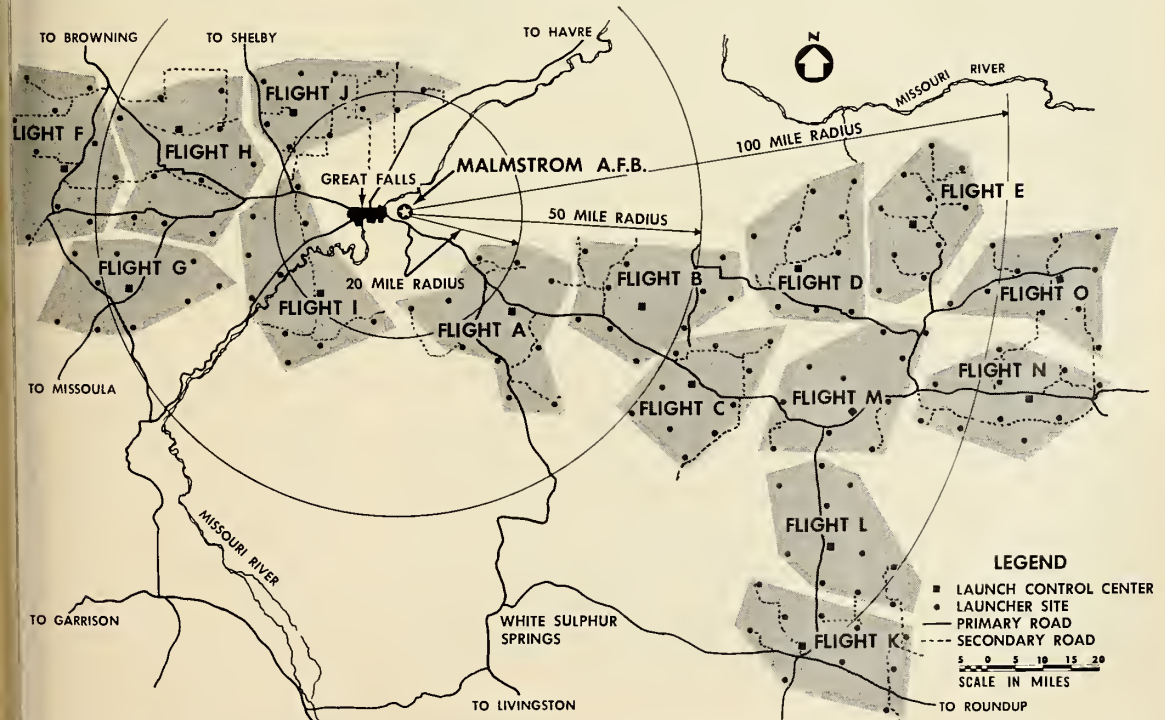 TO BROWNING
TO SHELBY
TO HAVRE
N
MISSOURI RIVER
FLIGHT J
LIGHT F
FLIGHT H
100 MILE RADIUS
MALMSTROM A.F.B.
GREAT FALLS
FLIGHT E
50 MILE RADIUS
FLIGHT G
20 MILE RADIUS
FLIGHT I
FLIGHT B
FLIGHT D
FLIGHT O
FLIGHT A
TO MISSOULA
FLIGHT N
FLIGHT C
FLIGHT M
MISSOURI RIVER
FLIGHT L
LEGEND
LAUNCH CONTROL CENTER
LAUNCHER SITE
PRIMARY ROAD
SECONDARY ROAD
5 0 5 10 15 20
SCALE IN MILES
TO GARRISON
WHITE SULPHUR
SPRINGS
FLIGHT K
TO LIVINGSTON
TO ROUNDUP